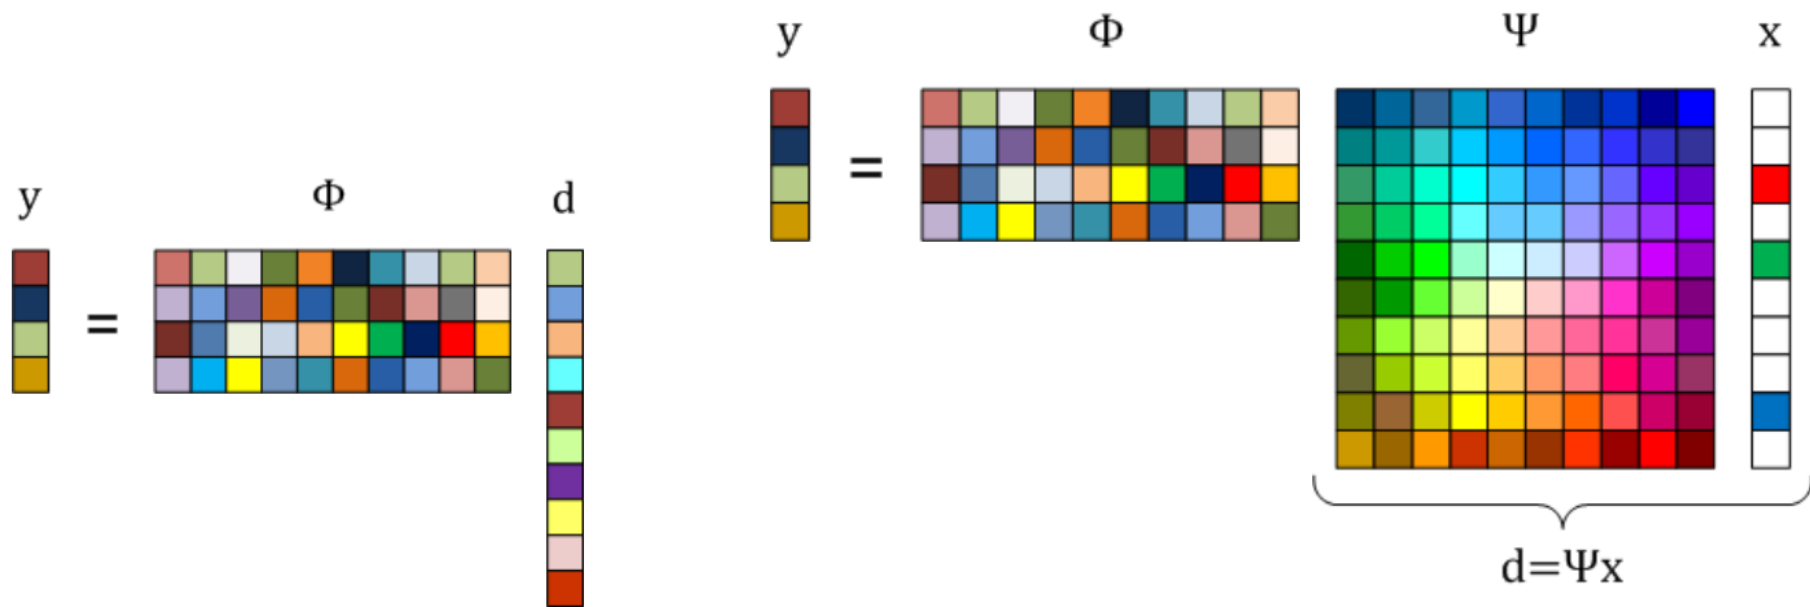 y = Φ d
y = Φ Ψ x
d=Ψx